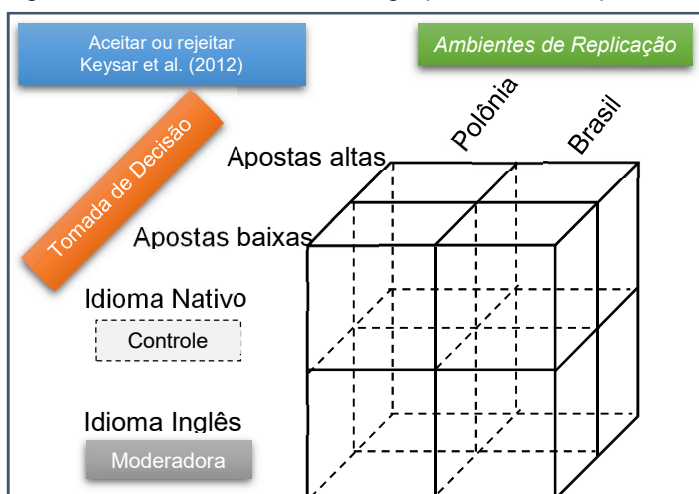 Aceitar ou rejeitar
Keysar et al. (2012)
Ambientes de Replicação
Tomada de Decisão
Polônia
Brasil
Apostas altas
Apostas baixas
Idioma Nativo
Controle
Idioma Inglês
Moderadora